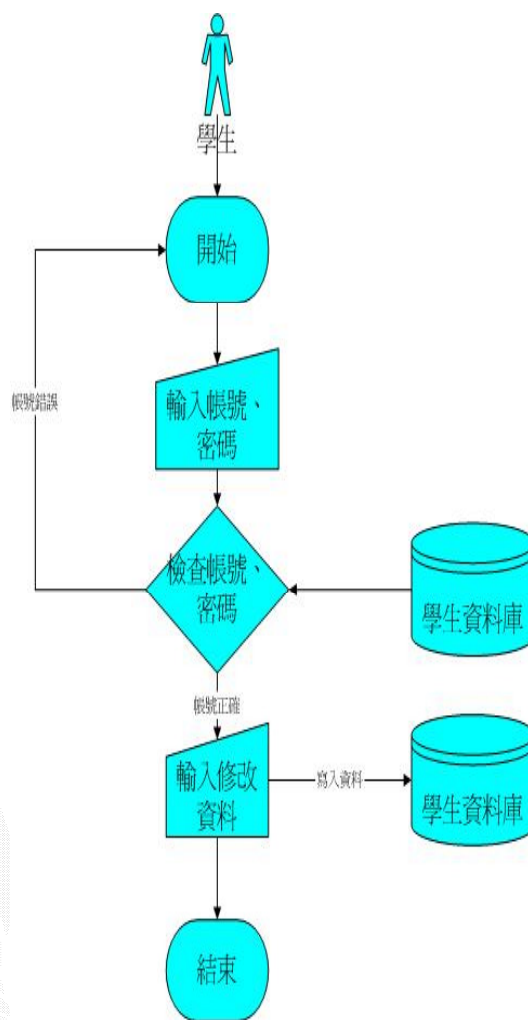 學生
開始
輸入帳號、
密碼
帳號錯誤
檢查帳號、
密碼
學生資料庫
帳號正確
輸入修改
資料
寫入資料
學生資料庫
結束